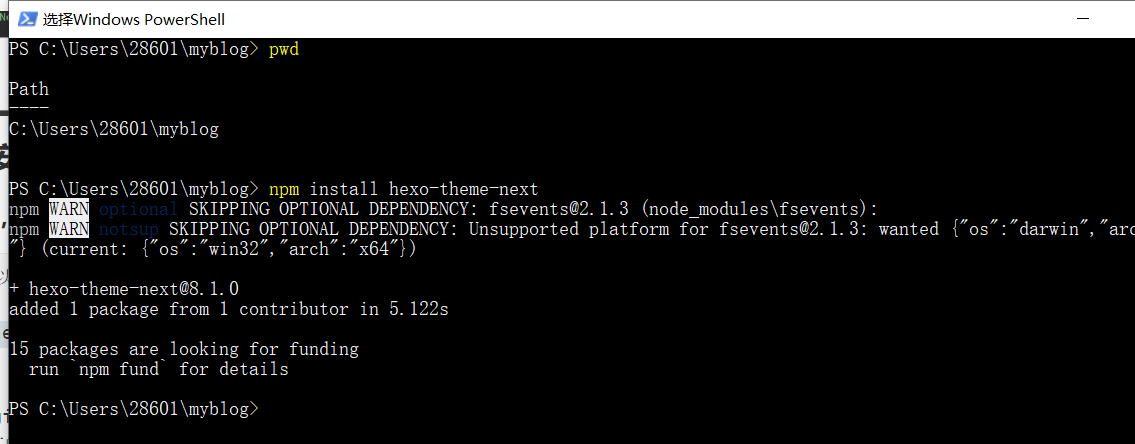 选择Windows PowerShell
PS C:\Users\28601\myblog> pwd
Path
----
C:\Users\28601\myblog
PS C:\Users\28601\myblog> npm install hexo-theme-next
npm WARN optional SKIPPING OPTIONAL DEPENDENCY: fsevents@2.1.3 (node_modules\fsevents):
npm WARN notsup SKIPPING OPTIONAL DEPENDENCY: Unsupported platform for fsevents@2.1.3: wanted {"os":"darwin","arc
"} (current: {"os":"win32","arch":"x64"})
+ hexo-theme-next@8.1.0
added 1 package from 1 contributor in 5.122s
15 packages are looking for funding
run `npm fund` for details
PS C:\Users\28601\myblog>